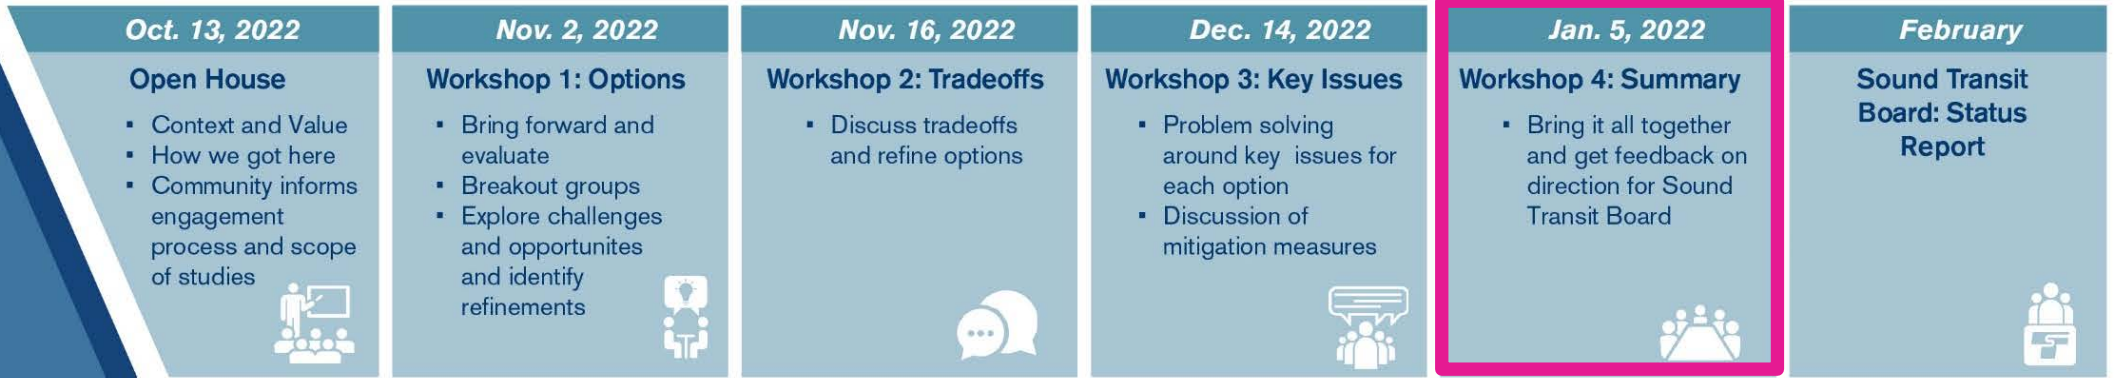 Oct. 13, 2022
Open House
▪ Context and Value
▪ How we got here
▪ Community informs
engagement
process and scope
of studies
Nov. 2, 2022
Workshop 1: Options
▪ Bring forward and
evaluate
▪ Breakout groups
▪ Explore challenges
and opportunites
and identify
refinements
Nov. 16, 2022
Workshop 2: Tradeoffs
▪ Discuss tradeoffs
and refine options
Dec. 14, 2022
Workshop 3: Key Issues
▪ Problem solving
around key issues for
each option
▪ Discussion of
mitigation measures
Jan. 5, 2022
Workshop 4: Summary
▪ Bring it all together
and get feedback on
direction for Sound
Transit Board
February
Sound Transit
Board: Status
Report